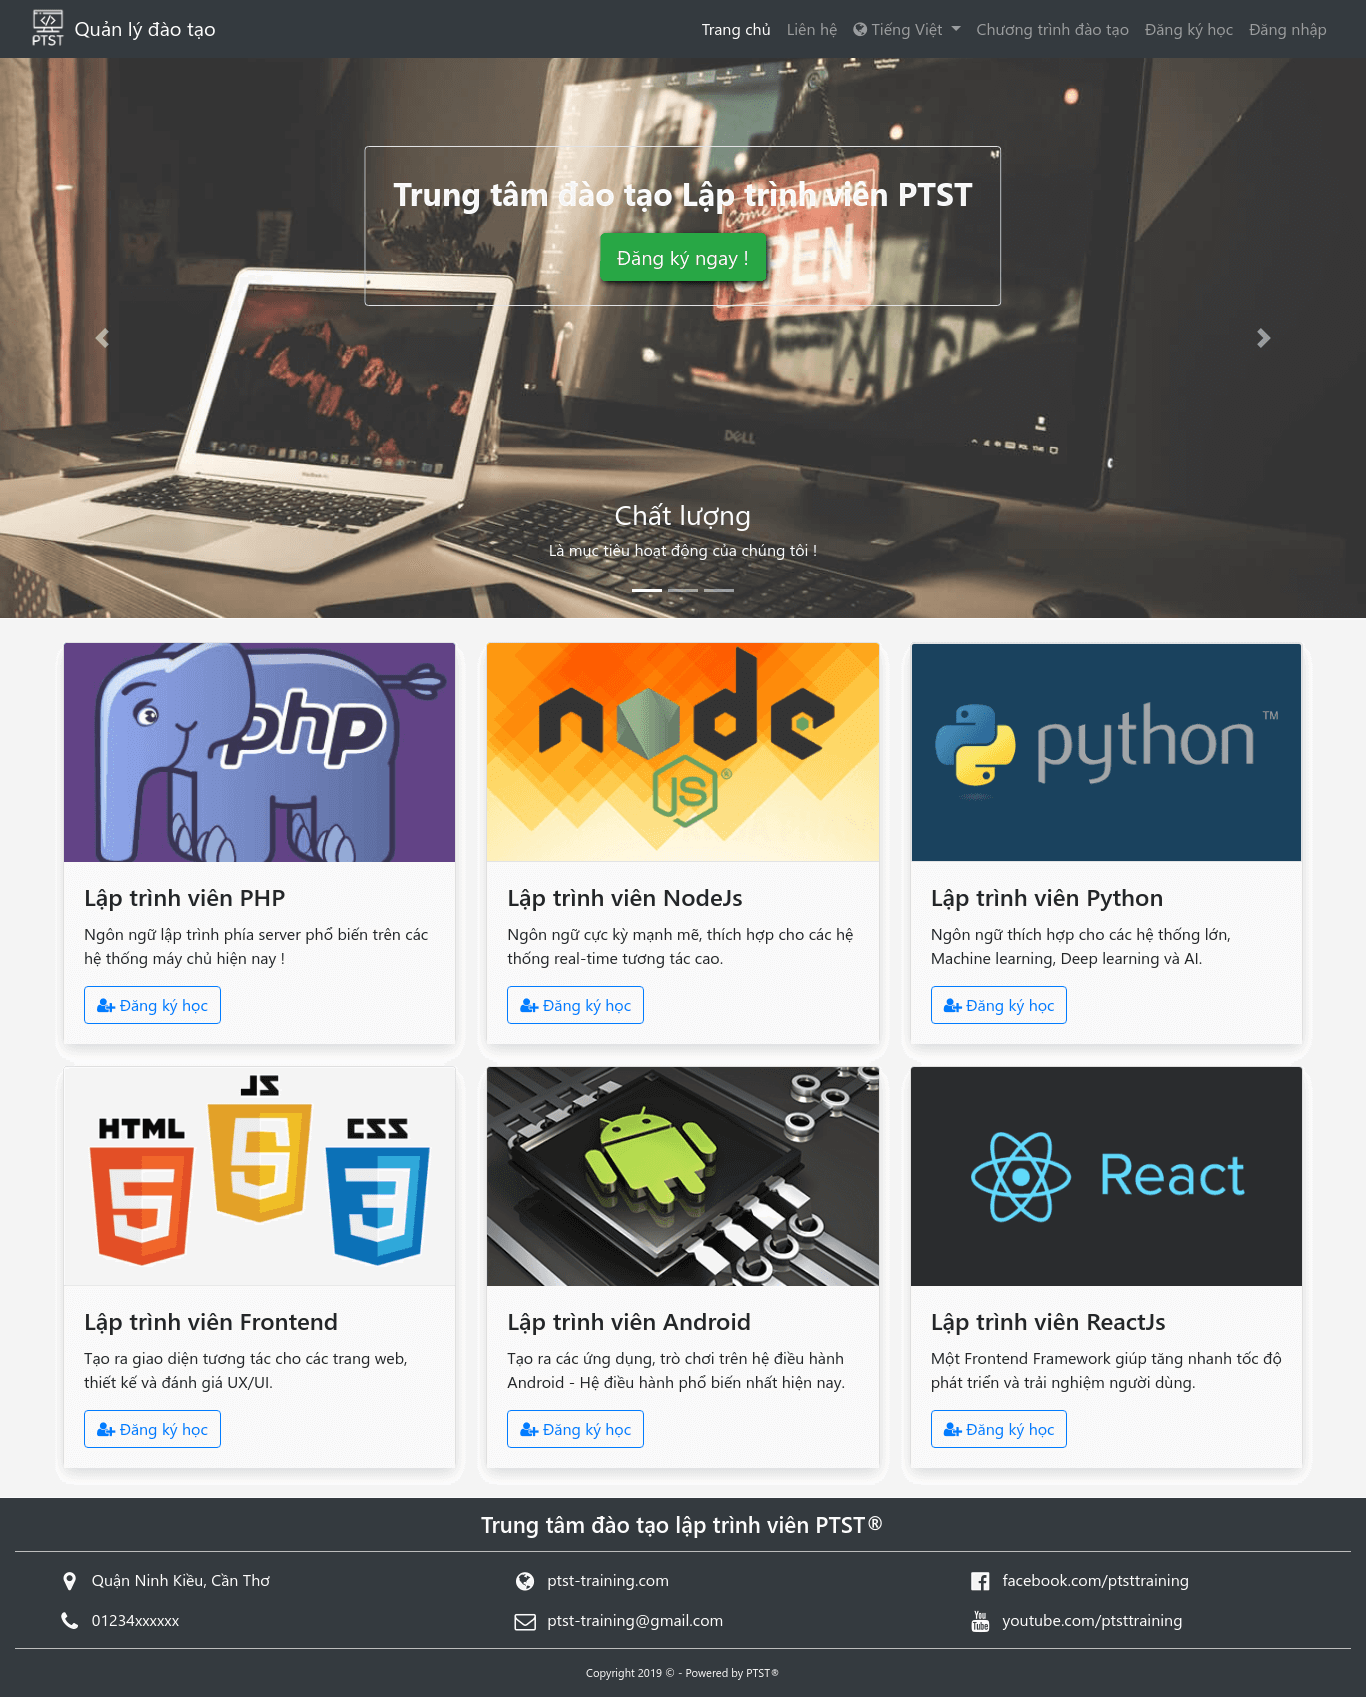 PTST Quản lý đào tạo
Trang chủ Liên hệ Tiếng Việt Chương trình đào tạo Đăng ký học Đăng nhập
Trung tâm đào tạo Lập trình viên PTST
Đăng ký ngay !
OPEN
DELL
Chất lượng
Là mục tiêu hoạt động của chúng tôi !
php
node
JS
python TM
Lập trình viên PHP
Ngôn ngữ lập trình phía server phổ biến trên các
hệ thống máy chủ hiện nay !
Đăng ký học
Lập trình viên NodeJs
Ngôn ngữ cực kỳ mạnh mẽ, thích hợp cho các hệ
thống real-time tương tác cao.
Đăng ký học
Lập trình viên Python
Ngôn ngữ thích hợp cho các hệ thống lớn,
Machine learning, Deep learning và AI.
Đăng ký học
HTML JS CSS
5 5 3
React
Lập trình viên Frontend
Tạo ra giao diện tương tác cho các trang web,
thiết kế và đánh giá UX/UI.
Đăng ký học
Lập trình viên Android
Tạo ra các ứng dụng, trò chơi trên hệ điều hành
Android - Hệ điều hành phổ biến nhất hiện nay.
Đăng ký học
Lập trình viên ReactJs
Một Frontend Framework giúp tăng nhanh tốc độ
phát triển và trải nghiệm người dùng.
Đăng ký học
Trung tâm đào tạo lập trình viên PTST®
Quận Ninh Kiều, Cần Thơ
01234xxxxxx
ptst-training.com
ptst-training@gmail.com
facebook.com/ptsttraining
You Tube youtube.com/ptsttraining
Copyright 2019 © - Powered by PTST®